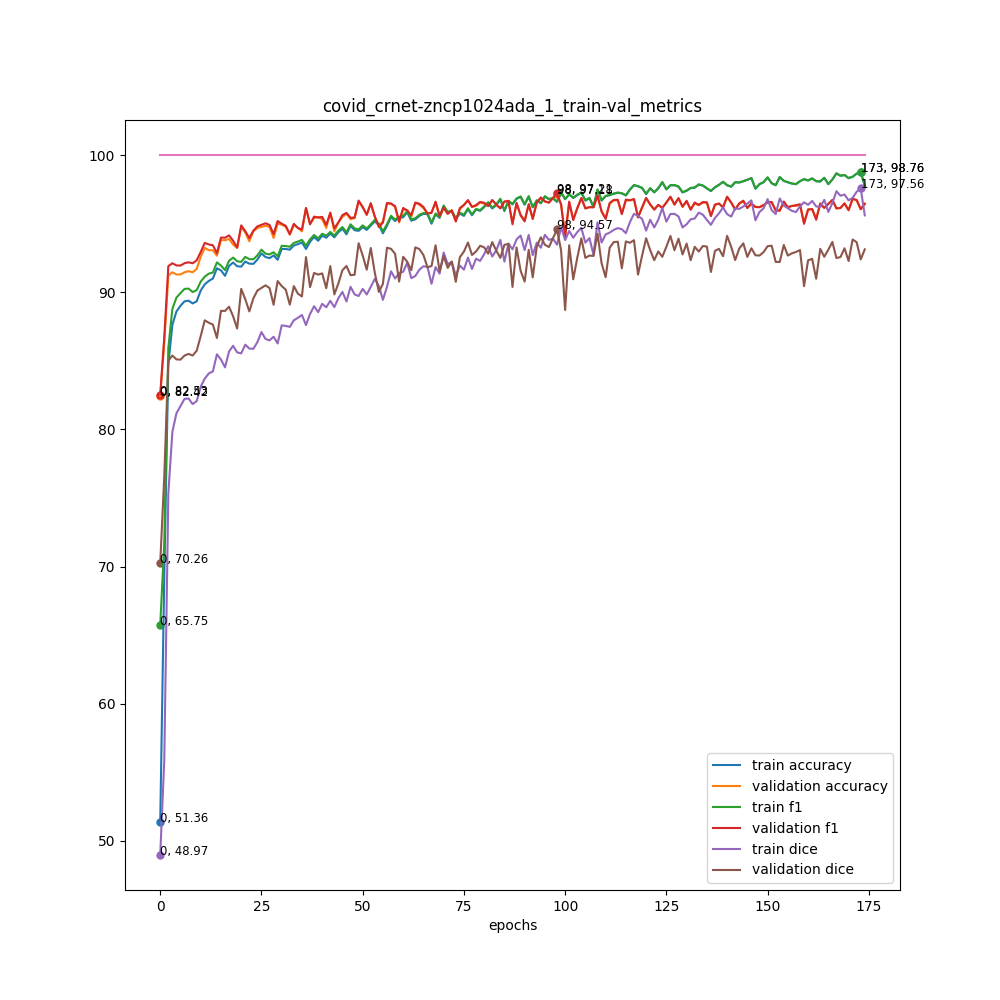 covid_crnet-zncp1024ada_1_train-val_metrics
100
90
80
70
60
50
173, 98.76
173, 97.56
98, 94.57
0, 70.26
0, 65.75
0, 51.36
0, 48.97
train accuracy
validation accuracy
train f1
validation f1
train dice
validation dice
0 25 50 75 100 125 150 175
epochs